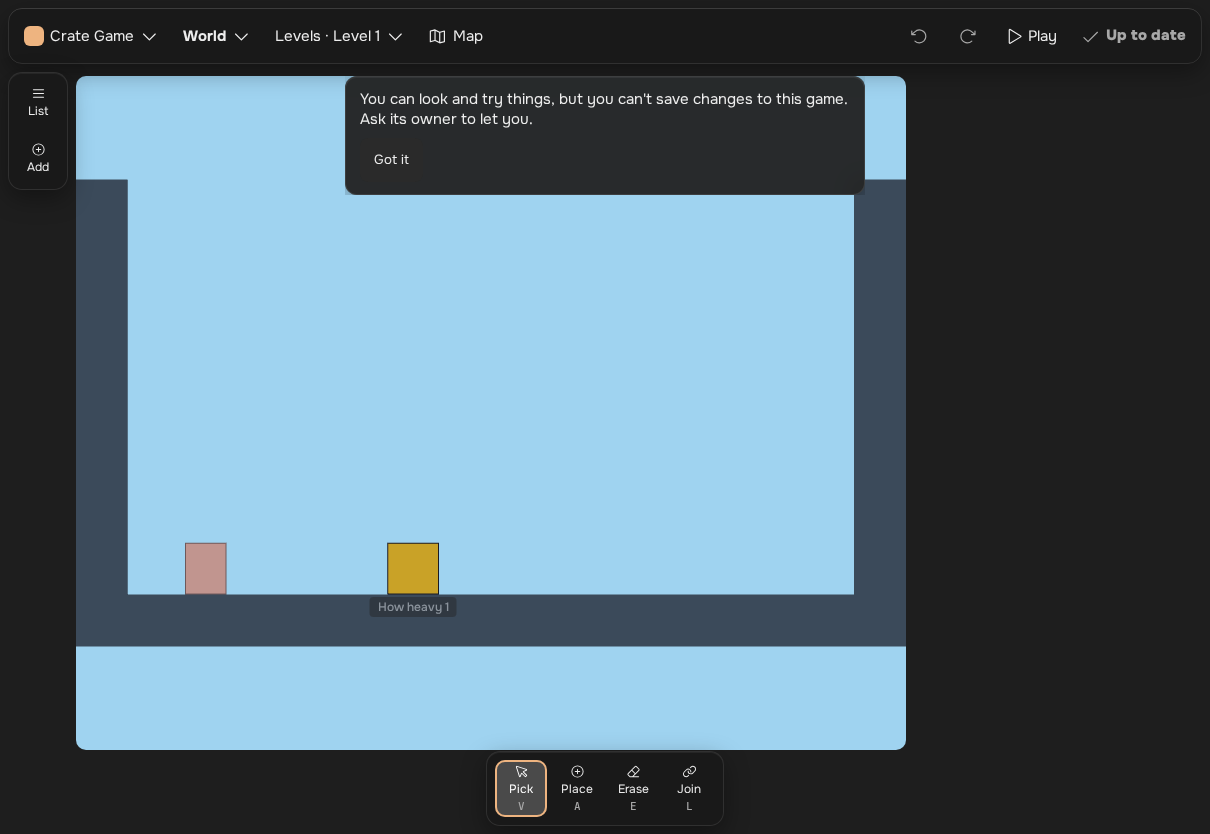 Crate Game
World
Levels · Level 1
Map
Play
Up to date
List
Add
You can look and try things, but you can't save changes to this game.
Ask its owner to let you.
Got it
How heavy 1
Pick
V
Place
A
Erase
E
Join
L